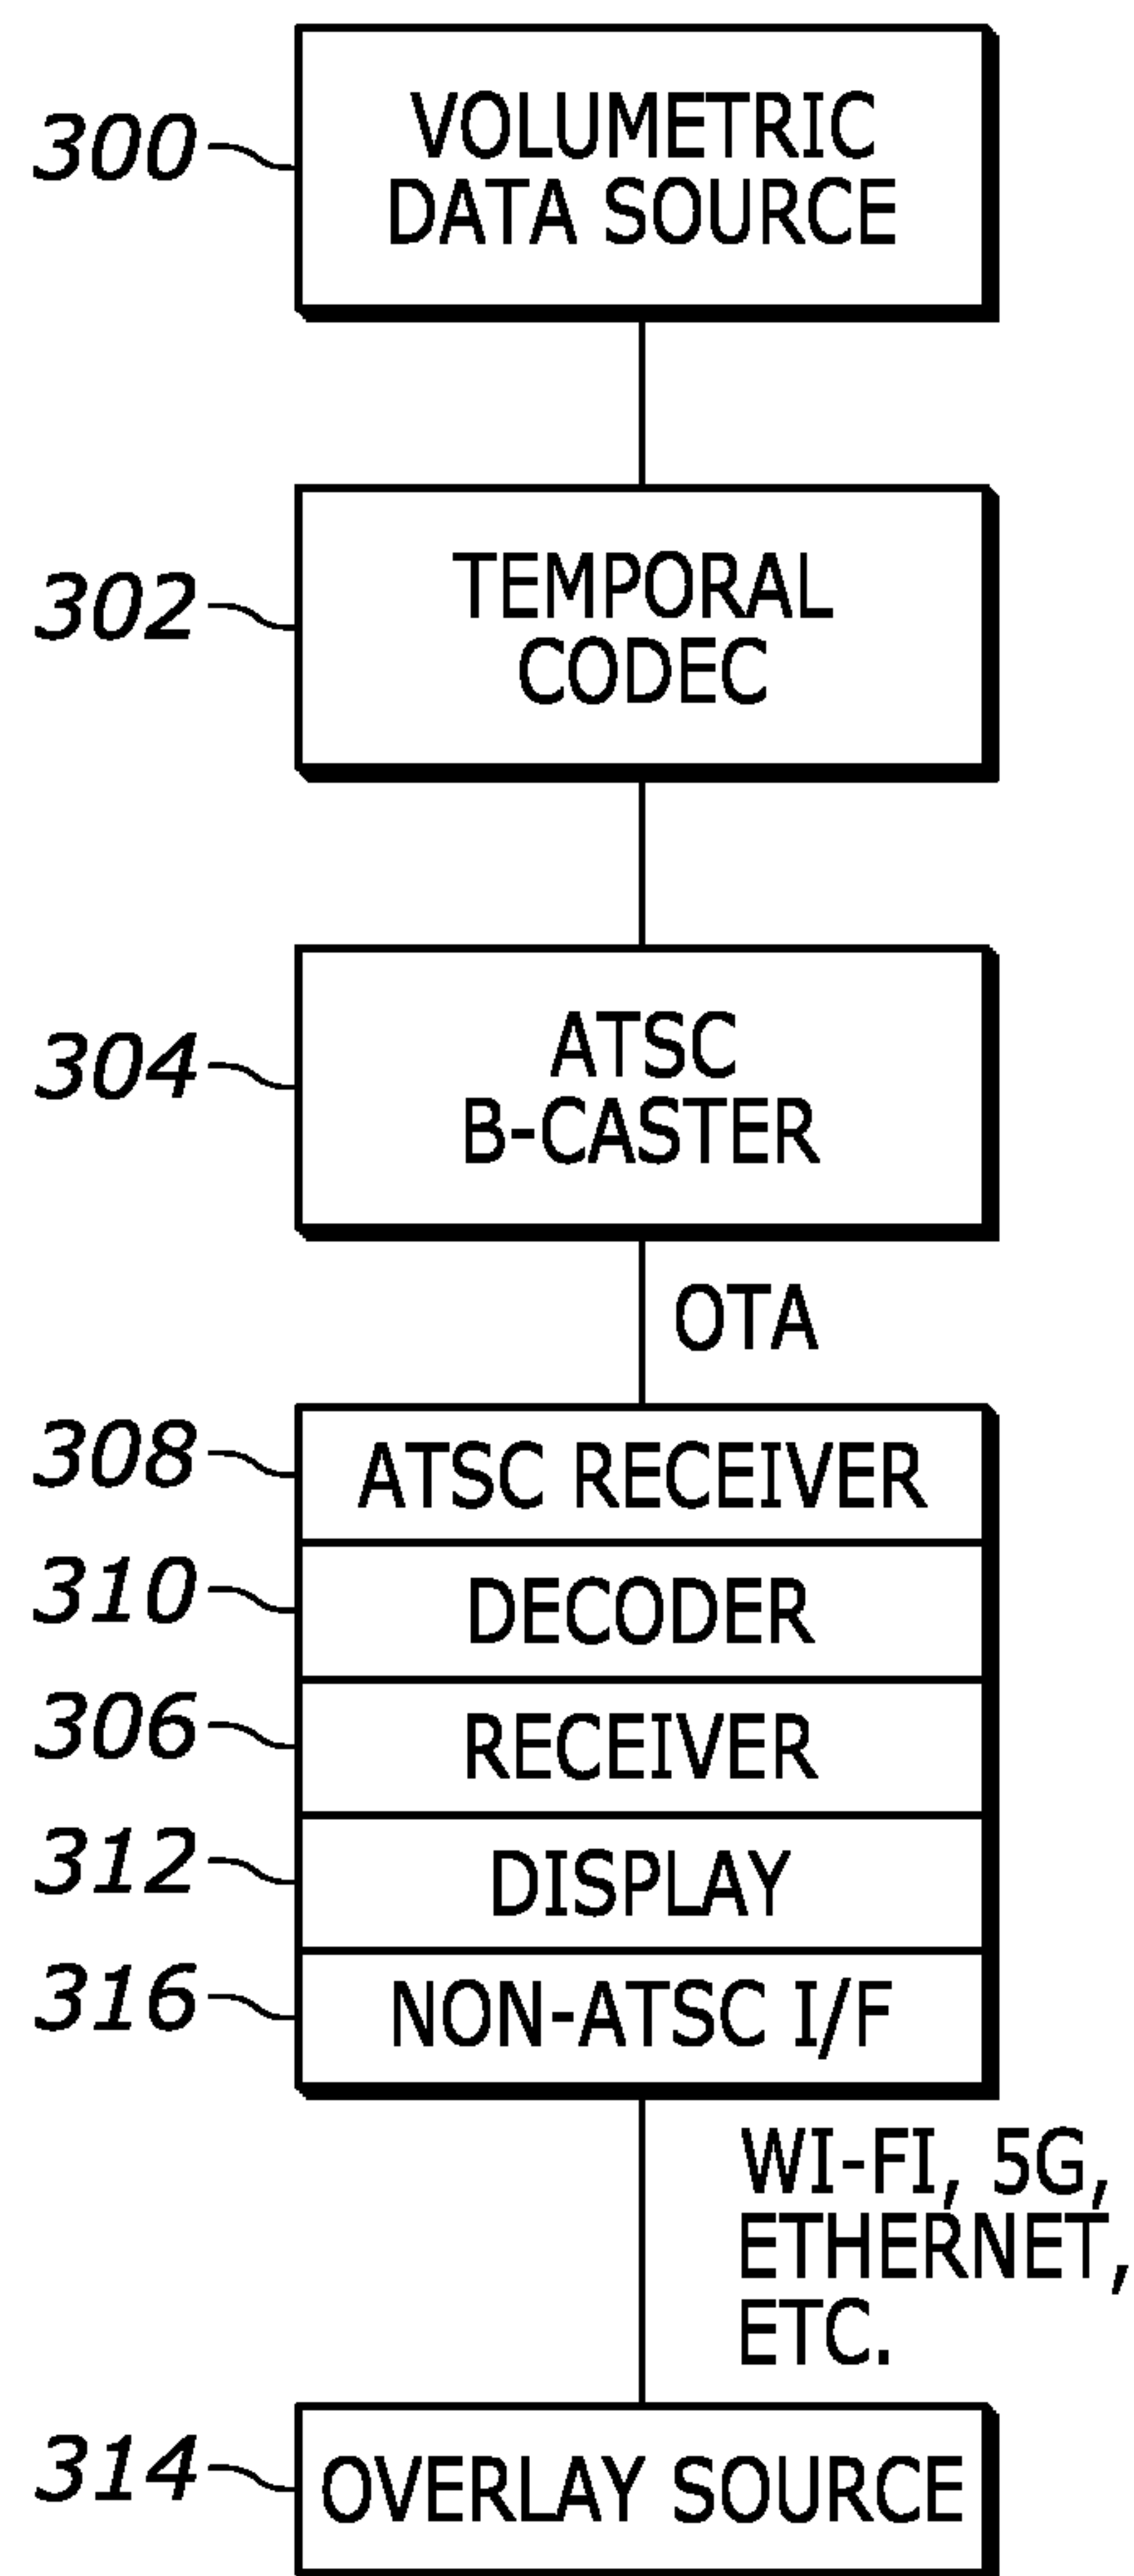 300
VOLUMETRIC
DATA SOURCE
302
TEMPORAL
CODEC
304
ATSC
B-CASTER
OTA
308
ATSC RECEIVER
310
DECODER
306
RECEIVER
312
DISPLAY
316
NON-ATSC I/F
WI-FI, 5G,
ETHERNET,
ETC.
314
OVERLAY SOURCE